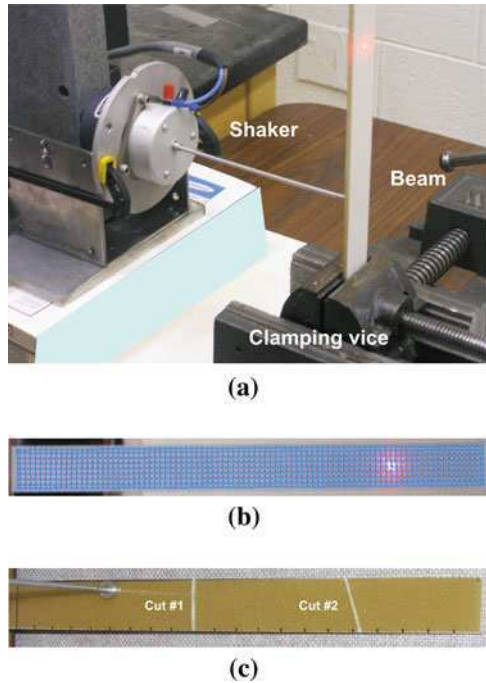 Shaker
Beam
Clamping vice
(a)
(b)
Cut #1
Cut #2
(c)